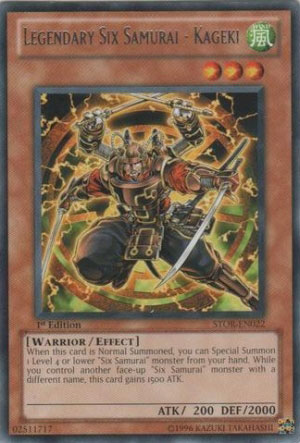 LEGENDARY SIX SAMURAI - KAGEKI
風
1st Edition
STOR-EN022
[WARRIOR / EFFECT]
When this card is Normal Summoned, you can Special Summon
1 Level 4 or lower "Six Samurai" monster from your hand. While
you control another face-up "Six Samurai" monster with a
different name, this card gains 1500 ATK.
ATK/ 200 DEF/2000
02511717
©1996 KAZUKI TAKAHASHI